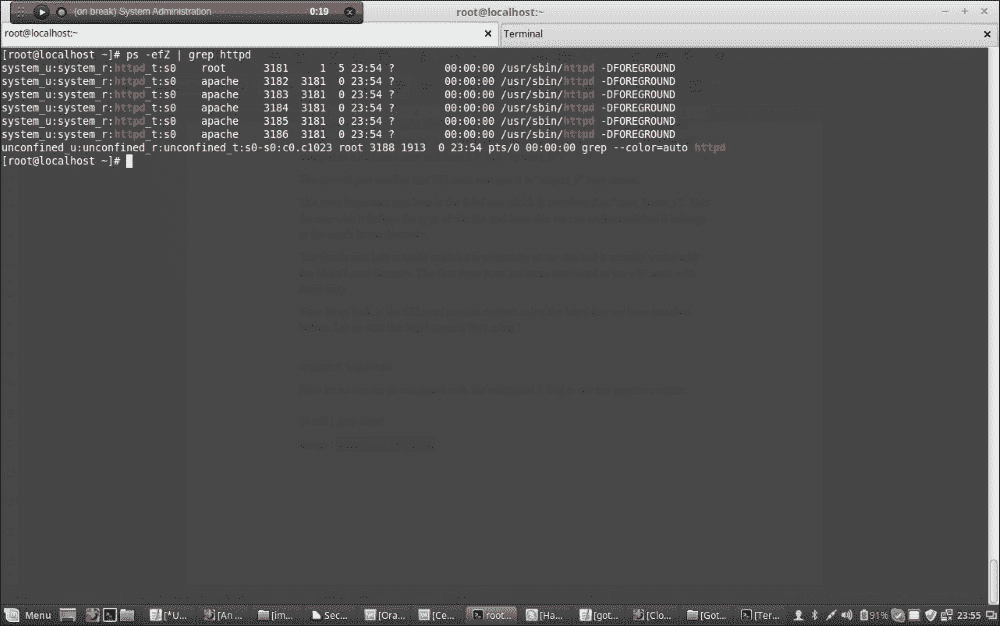 (on break) System Administration 0:19
root@localhost:~
root@localhost:~ Terminal
[root@localhost ~]# ps -efZ | grep httpd
system_u:system_r:httpd_t:s0 root 3181 1 5 23:54 ? 00:00:00 /usr/sbin/httpd -DFOREGROUND
system_u:system_r:httpd_t:s0 apache 3182 3181 0 23:54 ? 00:00:00 /usr/sbin/httpd -DFOREGROUND
system_u:system_r:httpd_t:s0 apache 3183 3181 0 23:54 ? 00:00:00 /usr/sbin/httpd -DFOREGROUND
system_u:system_r:httpd_t:s0 apache 3184 3181 0 23:54 ? 00:00:00 /usr/sbin/httpd -DFOREGROUND
system_u:system_r:httpd_t:s0 apache 3185 3181 0 23:54 ? 00:00:00 /usr/sbin/httpd -DFOREGROUND
system_u:system_r:httpd_t:s0 apache 3186 3181 0 23:54 ? 00:00:00 /usr/sbin/httpd -DFOREGROUND
unconfined_u:unconfined_r:unconfined_t:s0-s0:c0.c1023 root 3188 1913 0 23:54 pts/0 00:00:00 grep --color=auto httpd
[root@localhost ~]#
Menu [*U... [An ... [im... Sec... [Ora... [Ce... root... [Ha... [got... [Clo... [Got... [Ter... 91% 23:55